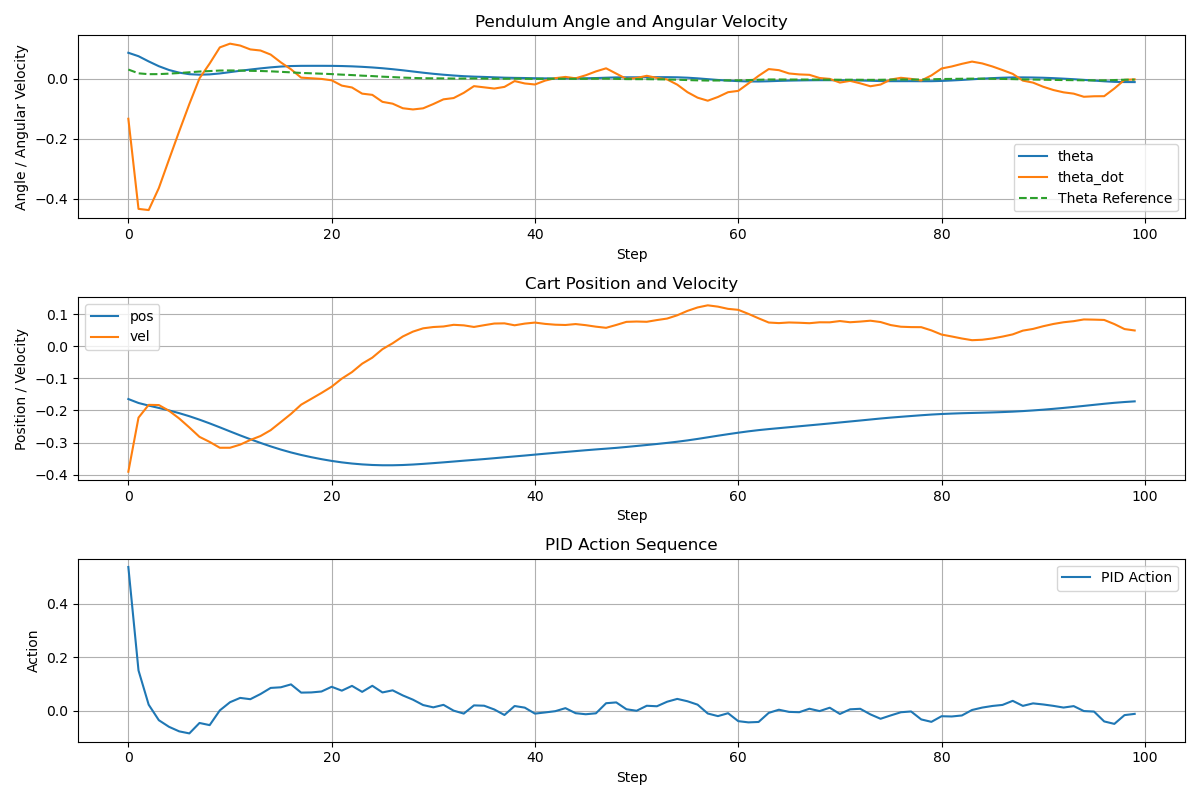 Pendulum Angle and Angular Velocity
Angle / Angular Velocity
0.0
−0.2
−0.4
theta
theta_dot
Theta Reference
0 20 40 60 80 100
Step
Cart Position and Velocity
Position / Velocity
0.1
0.0
−0.1
−0.2
−0.3
−0.4
pos
vel
0 20 40 60 80 100
Step
PID Action Sequence
Action
0.4
0.2
0.0
PID Action
0 20 40 60 80 100
Step